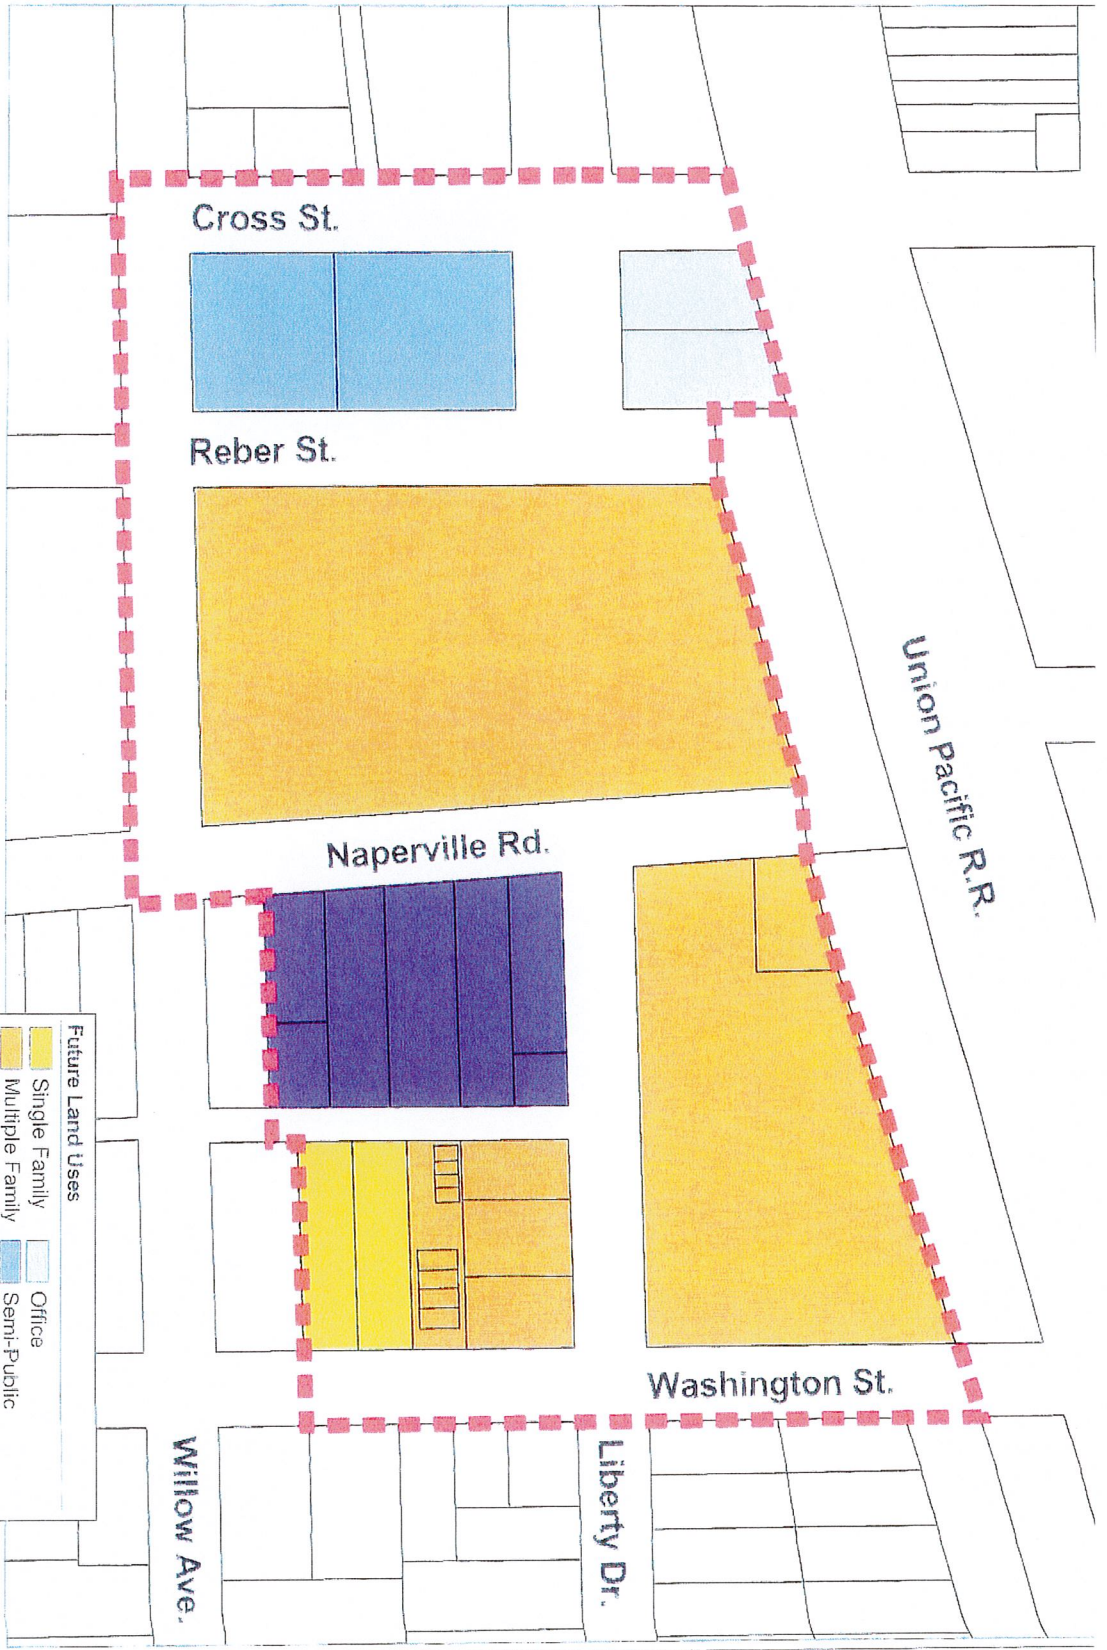 Cross St.
Reber St.
Union Pacific R.R.
Naperville Rd.
Washington St.
Liberty Dr.
Willow Ave.
Future Land Uses
Single Family
Office
Multiple Family
Semi-Public